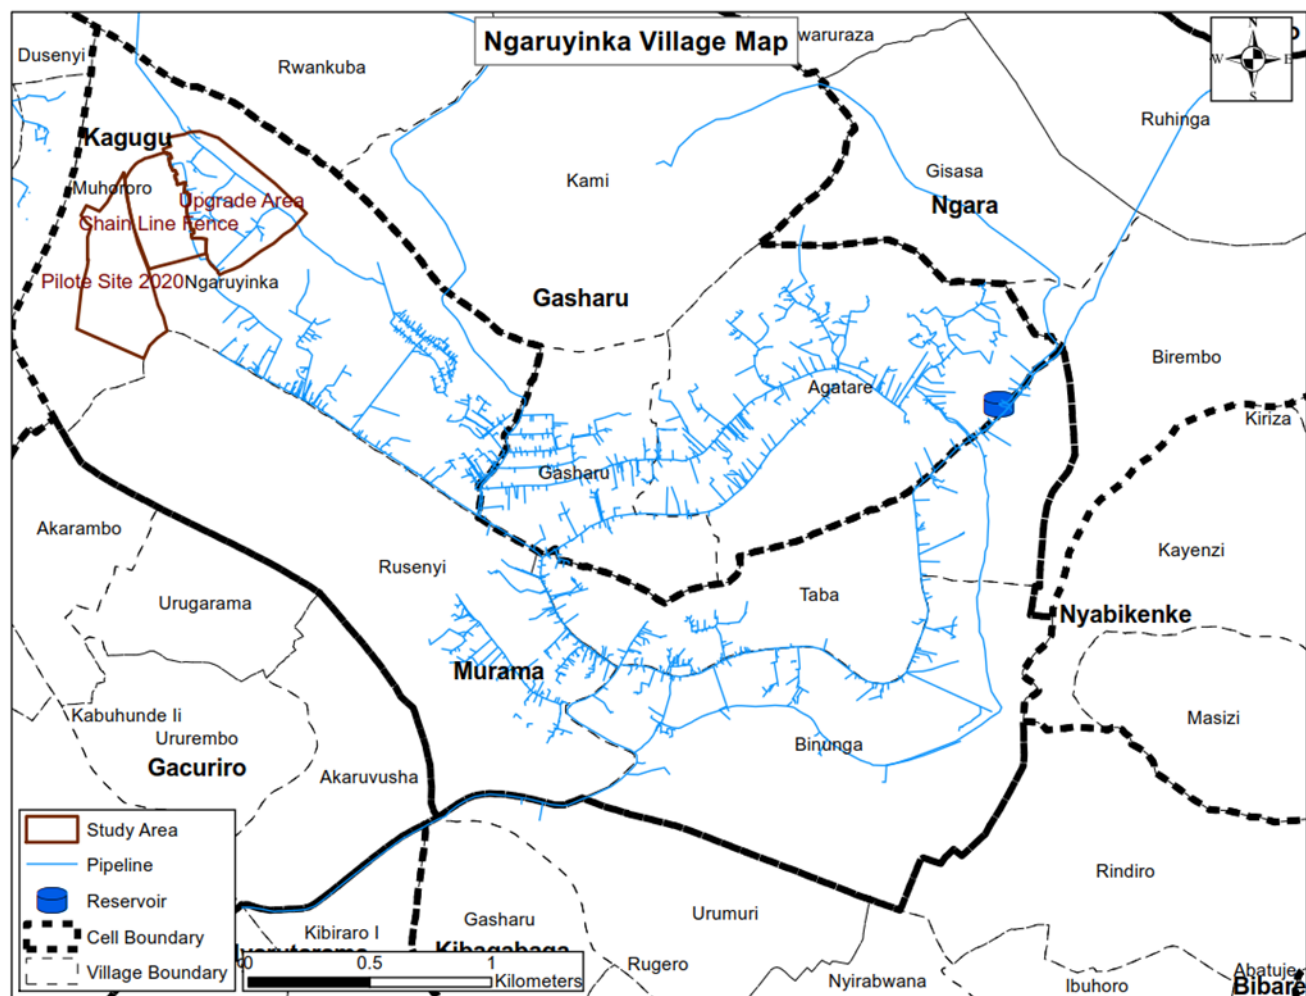 Ngaruyinka Village Map
waruraza
N
W
E
S
Dusenyi
Rwankuba
Ruhinga
Kagugu
Kami
Gisasa
Muhororo
Upgrade Area
Ngara
Chain Line Fence
Pilote Site 2020
Ngaruyinka
Gasharu
Birembo
Agatare
Kiriza
Gasharu
Akarambo
Kayenzi
Rusenyi
Urugarama
Taba
Nyabikenke
Murama
Kabuhunde Ii
Masizi
Ururembo
Binunga
Gacuriro
Akaruvusha
Study Area
Pipeline
Reservoir
Cell Boundary
Village Boundary
Rindiro
Urumuri
Gasharu
Kibiraro I
Kibagabaga
0
0.5
1
Kilometers
Rugero
Nyirabwana
Ibuhoro
Abatuje
Bibare